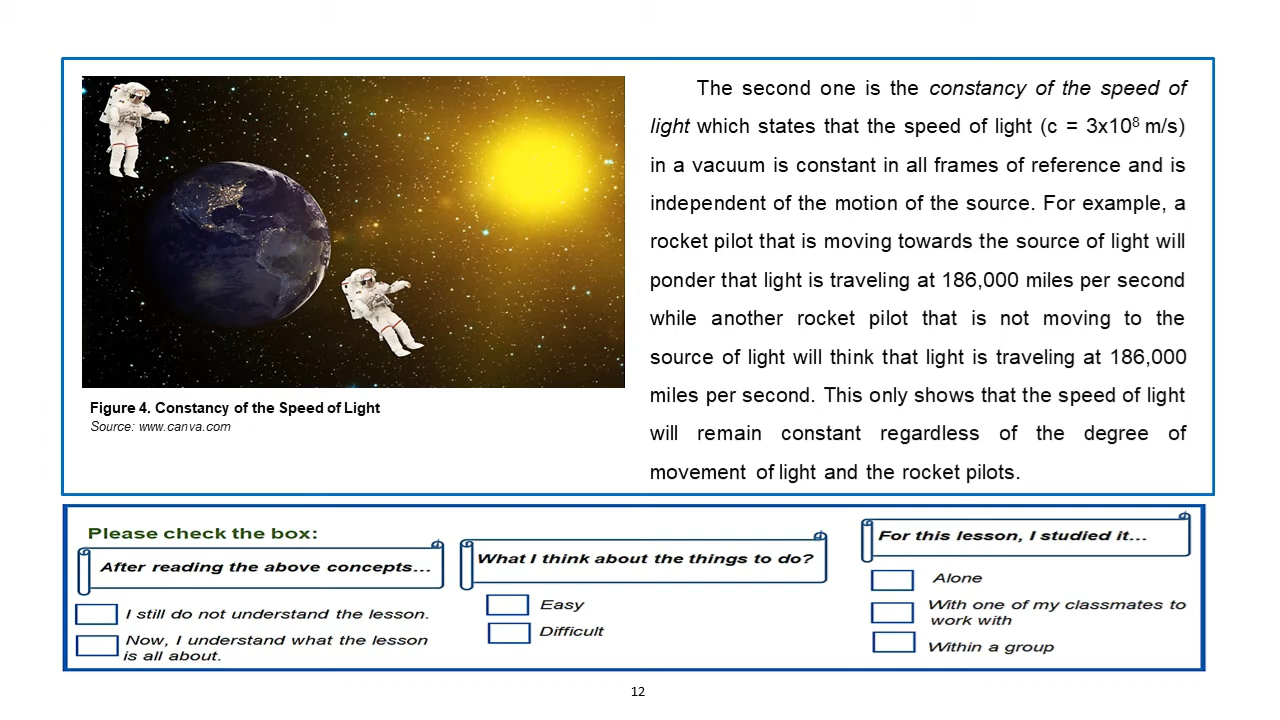 The second one is the constancy of the speed of
light which states that the speed of light (c = 3x10⁸ m/s)
in a vacuum is constant in all frames of reference and is
independent of the motion of the source. For example, a
rocket pilot that is moving towards the source of light will
ponder that light is traveling at 186,000 miles per second
while another rocket pilot that is not moving to the
source of light will think that light is traveling at 186,000
miles per second. This only shows that the speed of light
will remain constant regardless of the degree of
movement of light and the rocket pilots.
Figure 4. Constancy of the Speed of Light
Source: www.canva.com
Please check the box:
After reading the above concepts...
I still do not understand the lesson.
Now, I understand what the lesson
is all about.
What I think about the things to do?
Easy
Difficult
For this lesson, I studied it...
Alone
With one of my classmates to
work with
Within a group
12